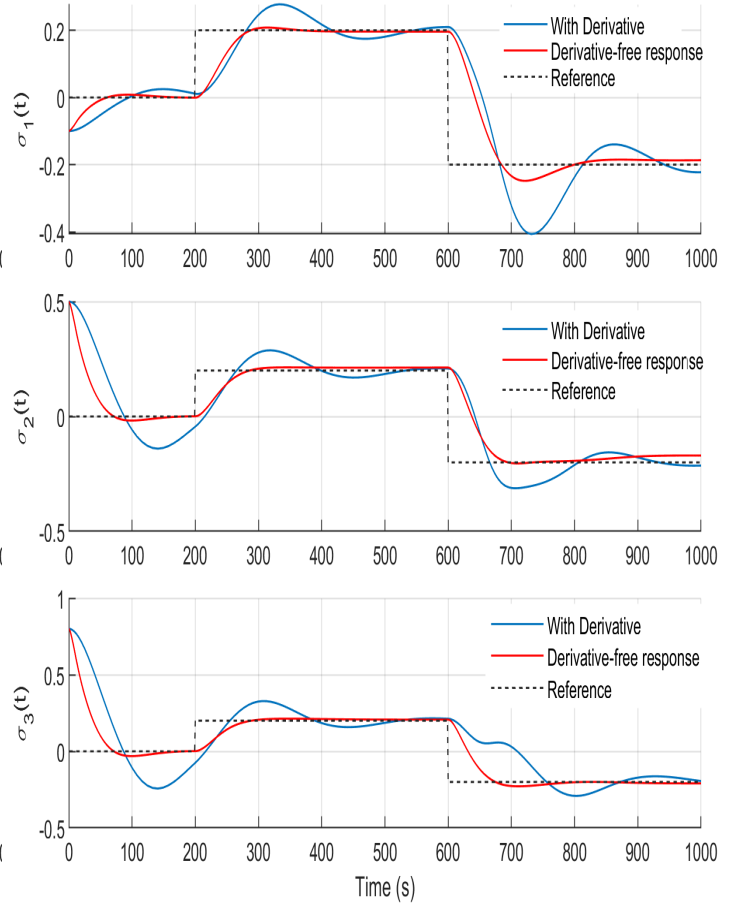 0.2
0
-0.2
-0.4
σ1(t)
With Derivative
Derivative-free response
Reference
0 100 200 300 400 500 600 700 800 900 1000
0.5
0
-0.5
σ2(t)
With Derivative
Derivative-free response
Reference
0 100 200 300 400 500 600 700 800 900 1000
1
0.5
0
-0.5
σ3(t)
With Derivative
Derivative-free response
Reference
0 100 200 300 400 500 600 700 800 900 1000
Time (s)